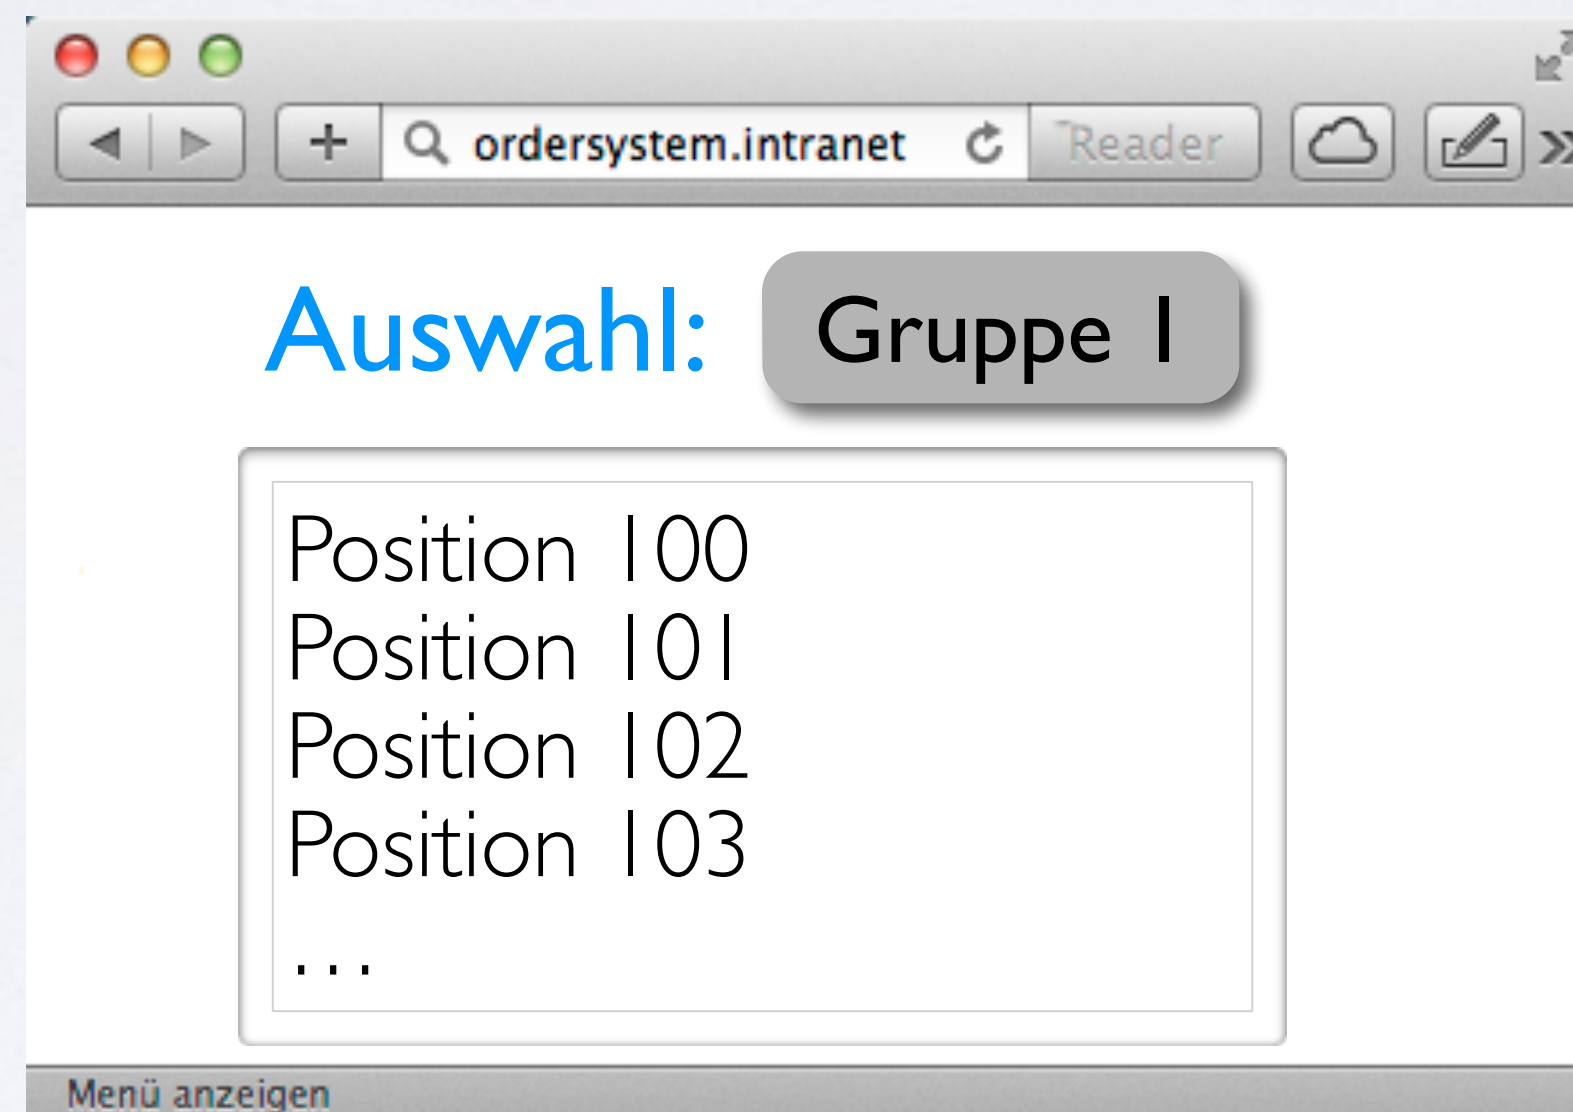 ordersystem.intranet Reader
Auswahl: Gruppe 1
Position 100
Position 101
Position 102
Position 103
...
Menü anzeigen